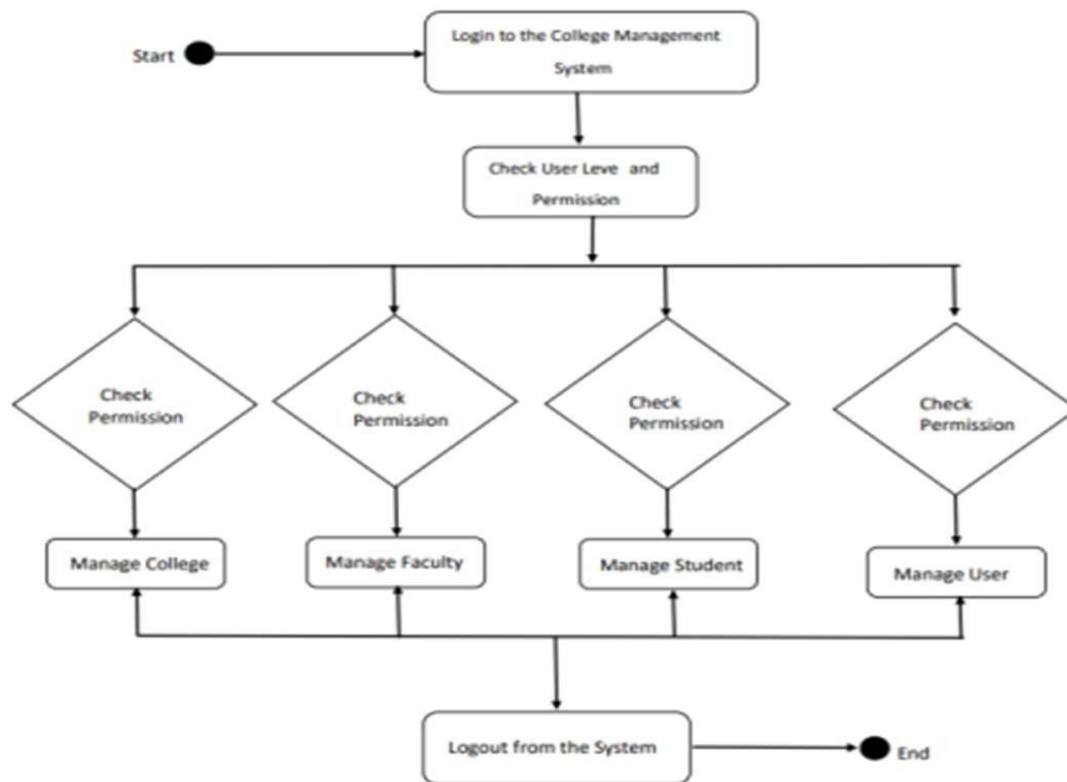 Start
Login to the College Management
System
Check User Leve and
Permission
Check
Permission
Check
Permission
Check
Permission
Check
Permission
Manage College
Manage Faculty
Manage Student
Manage User
Logout from the System
End